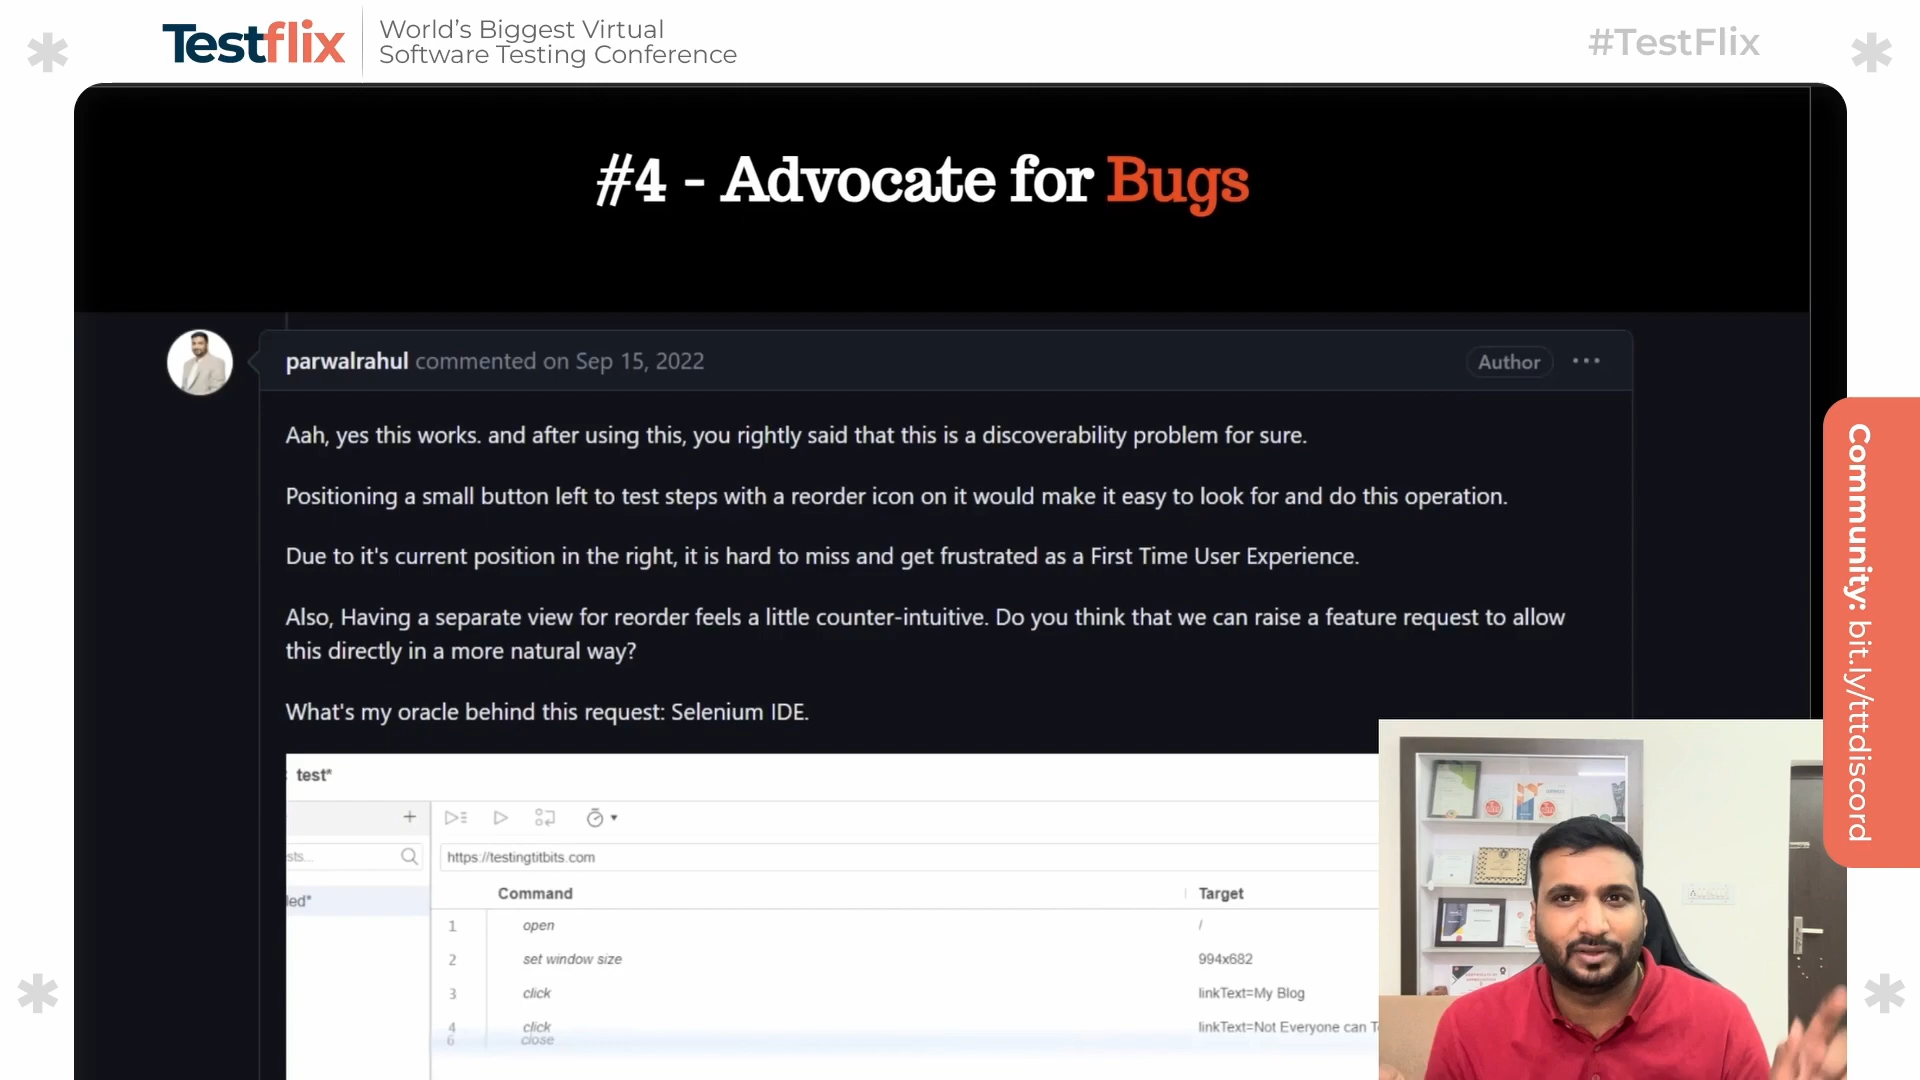 Testflix
World's Biggest Virtual
Software Testing Conference
#TestFlix
#4 - Advocate for Bugs
parwalrahul commented on Sep 15, 2022
Author
Aah, yes this works. and after using this, you rightly said that this is a discoverability problem for sure.
Positioning a small button left to test steps with a reorder icon on it would make it easy to look for and do this operation.
Due to it's current position in the right, it is hard to miss and get frustrated as a First Time User Experience.
Also, Having a separate view for reorder feels a little counter-intuitive. Do you think that we can raise a feature request to allow
this directly in a more natural way?
What's my oracle behind this request: Selenium IDE.
test*
sts...
https://testingtitbits.com
led*
Command Target
1 open /
2 set window size 994x682
3 click linkText=My Blog
4 click linkText=Not Everyone can T
6 close
Community: bit.ly/tttdiscord